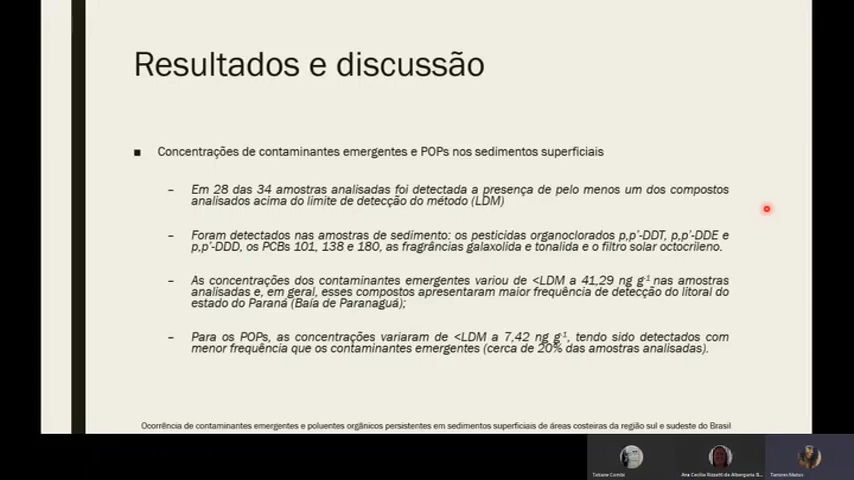 Resultados e discussão
■ Concentrações de contaminantes emergentes e POPs nos sedimentos superficiais
– Em 28 das 34 amostras analisadas foi detectada a presença de pelo menos um dos compostos
analisados acima do limite de detecção do método (LDM)
– Foram detectados nas amostras de sedimento: os pesticidas organoclorados p,p'-DDT, p,p'-DDE e
p,p'-DDD, os PCBs 101, 138 e 180, as fragrâncias galaxolida e tonalida e o filtro solar octocrileno.
– As concentrações dos contaminantes emergentes variou de <LDM a 41,29 ng g-1 nas amostras
analisadas e, em geral, esses compostos apresentaram maior frequência de detecção do litoral do
estado do Paraná (Baía de Paranaguá);
– Para os POPs, as concentrações variaram de <LDM a 7,42 ng g-1, tendo sido detectados com
menor frequência que os contaminantes emergentes (cerca de 20% das amostras analisadas).
Ocorrência de contaminantes emergentes e poluentes orgânicos persistentes em sedimentos superficiais de áreas costeiras da região sul e sudeste do Brasil
Tatiane Combi
Ana Cecilia Rizzatti de Albergaria B...
Tamires Matos